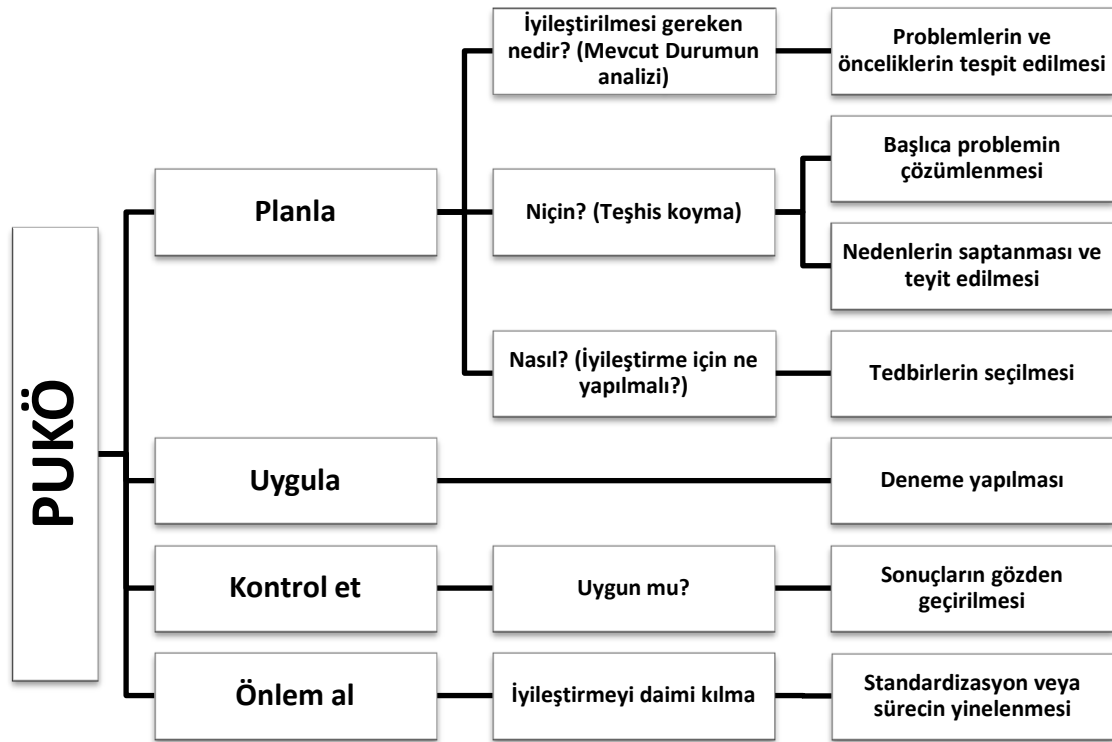 PUKÖ
Planla
İyileştirilmesi gereken
nedir? (Mevcut Durumun
analizi)
Problemlerin ve
önceliklerin tespit edilmesi
Niçin? (Teşhis koyma)
Başlıca problemin
çözümlenmesi
Nedenlerin saptanması ve
teyit edilmesi
Nasıl? (İyileştirme için ne
yapılmalı?)
Tedbirlerin seçilmesi
Uygula
Deneme yapılması
Kontrol et
Uygun mu?
Sonuçların gözden
geçirilmesi
Önlem al
İyileştirmeyi daimi kılma
Standardizasyon veya
sürecin yinelenmesi